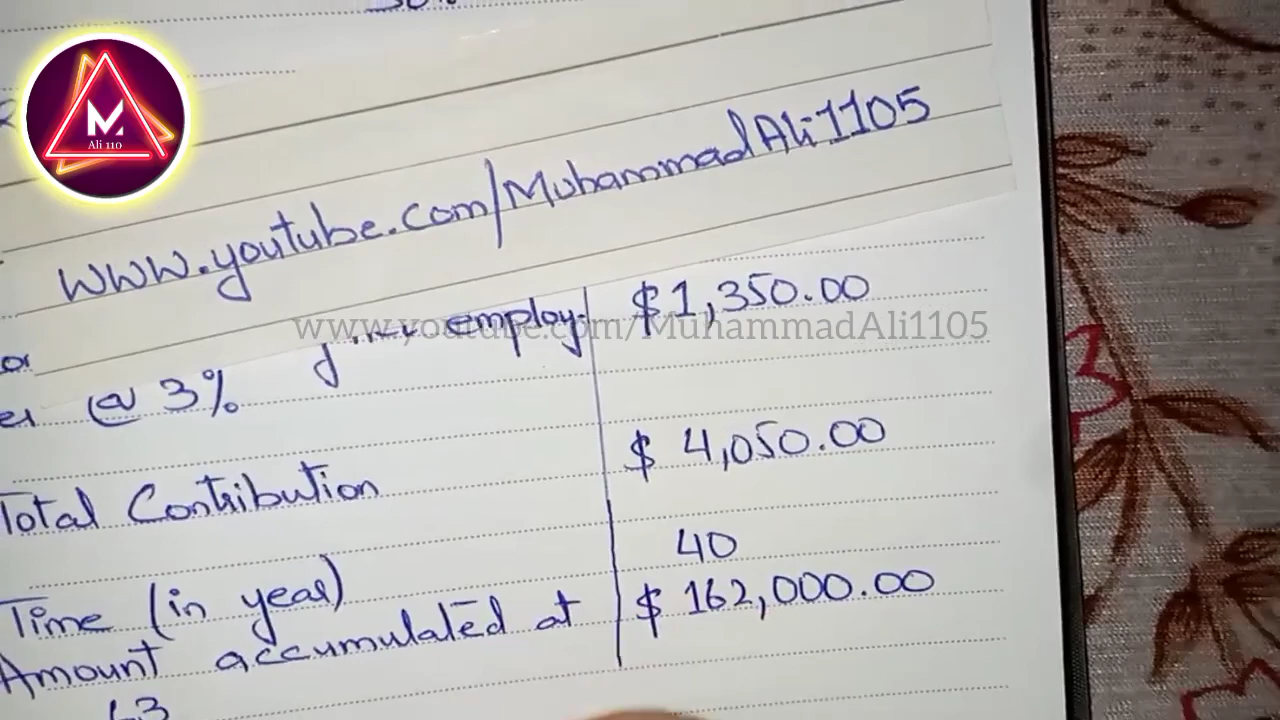 M
Ali 110
www.youtube.com/MuhammadAli1105
www.youtube.com/MuhammadAli1105
employ. $1,350.00
er @ 3%
Total Contribution $ 4,050.00
Time (in year) 40
Amount accumulated at $ 162,000.00
63